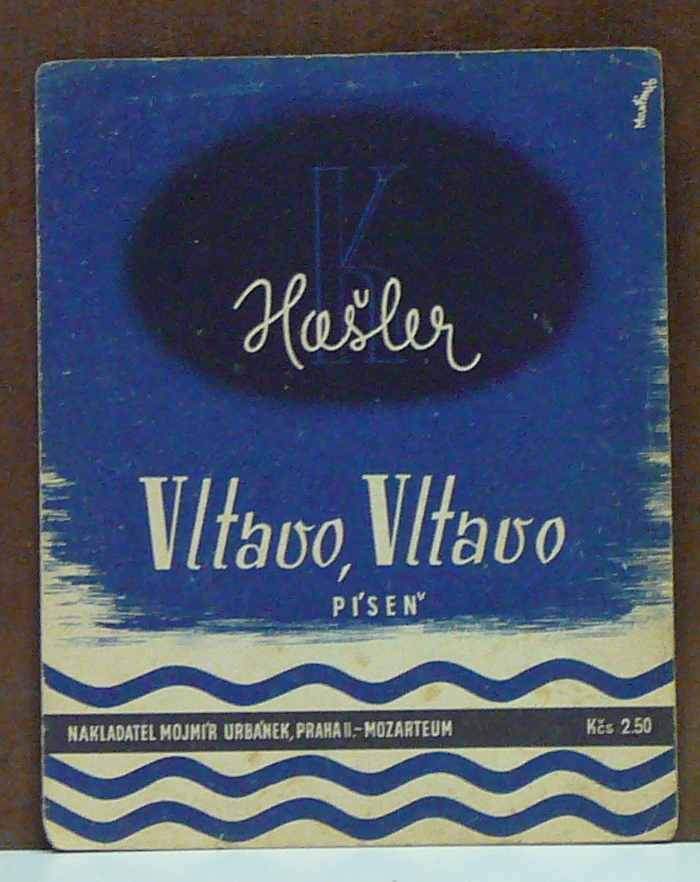 K
h
Hašler
Vltavo, Vltavo
PÍSEŇ
NAKLADATEL MOJMÍR URBÁNEK, PRAHA II.-MOZARTEUM Kčs 2.50